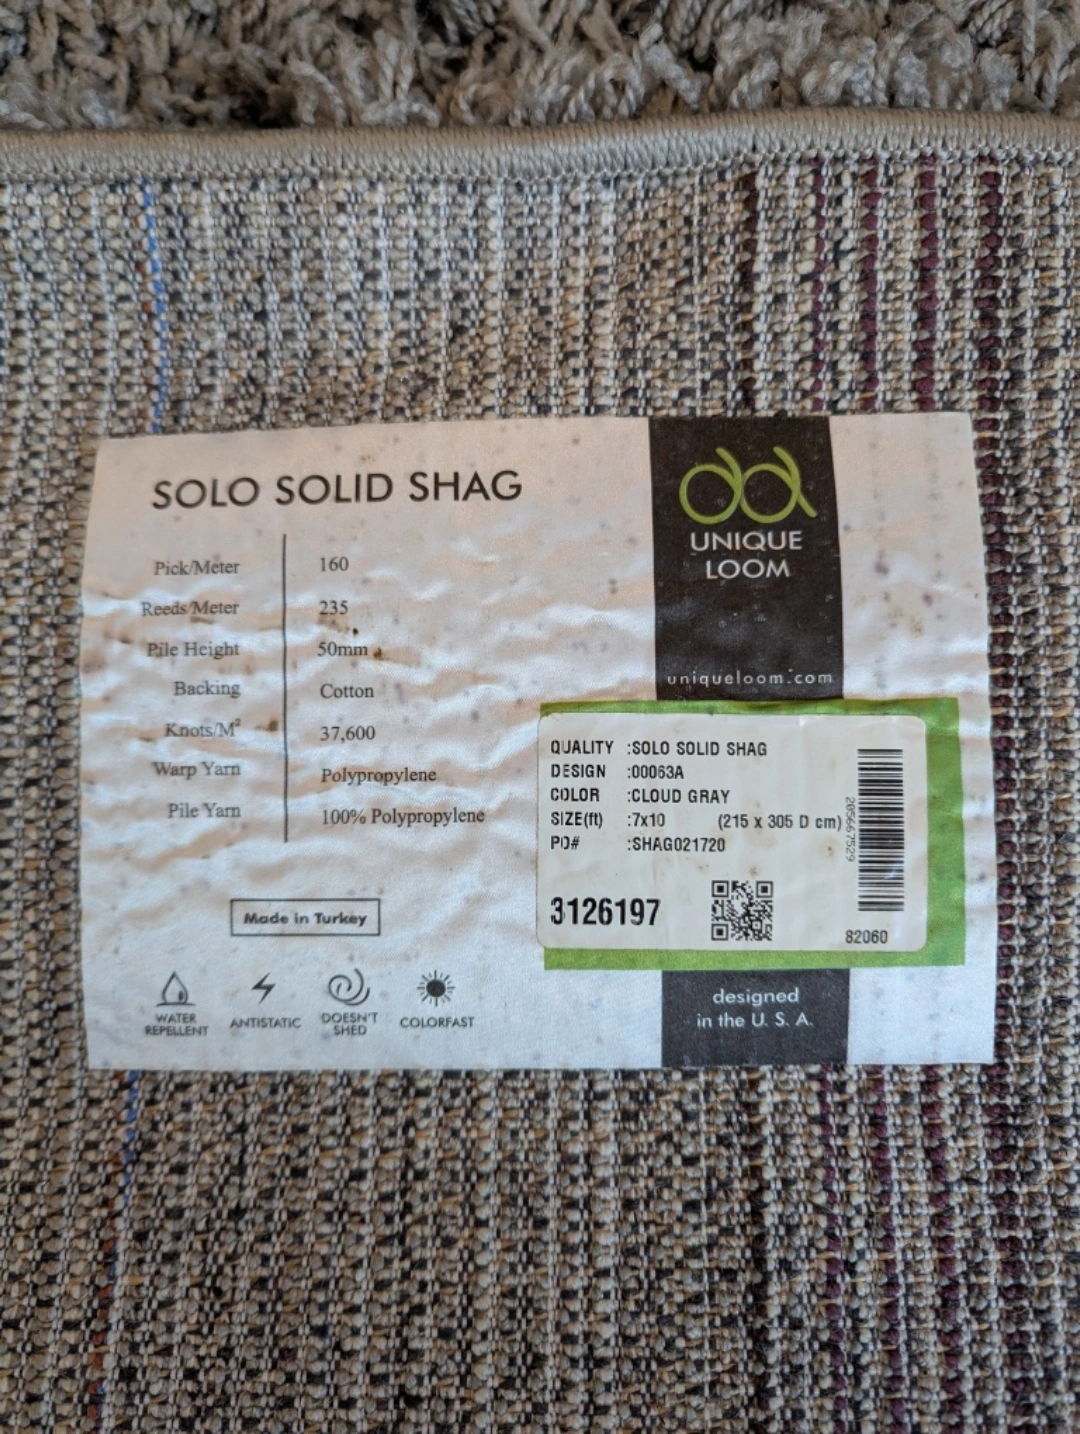 SOLO SOLID SHAG
Pick/Meter 160
Reeds/Meter 235
Pile Height 50mm
Backing Cotton
Knots/M² 37,600
Warp Yarn Polypropylene
Pile Yarn 100% Polypropylene
Made in Turkey
WATER
REPELLENT
ANTISTATIC
DOESN'T
SHED
COLORFAST
UNIQUE
LOOM
uniqueloom.com
QUALITY :SOLO SOLID SHAG
DESIGN :00063A
COLOR :CLOUD GRAY
SIZE(ft) :7x10 (215 x 305 D cm)
PO# :SHAG021720
3126197
205667529
82060
designed
in the U. S. A.